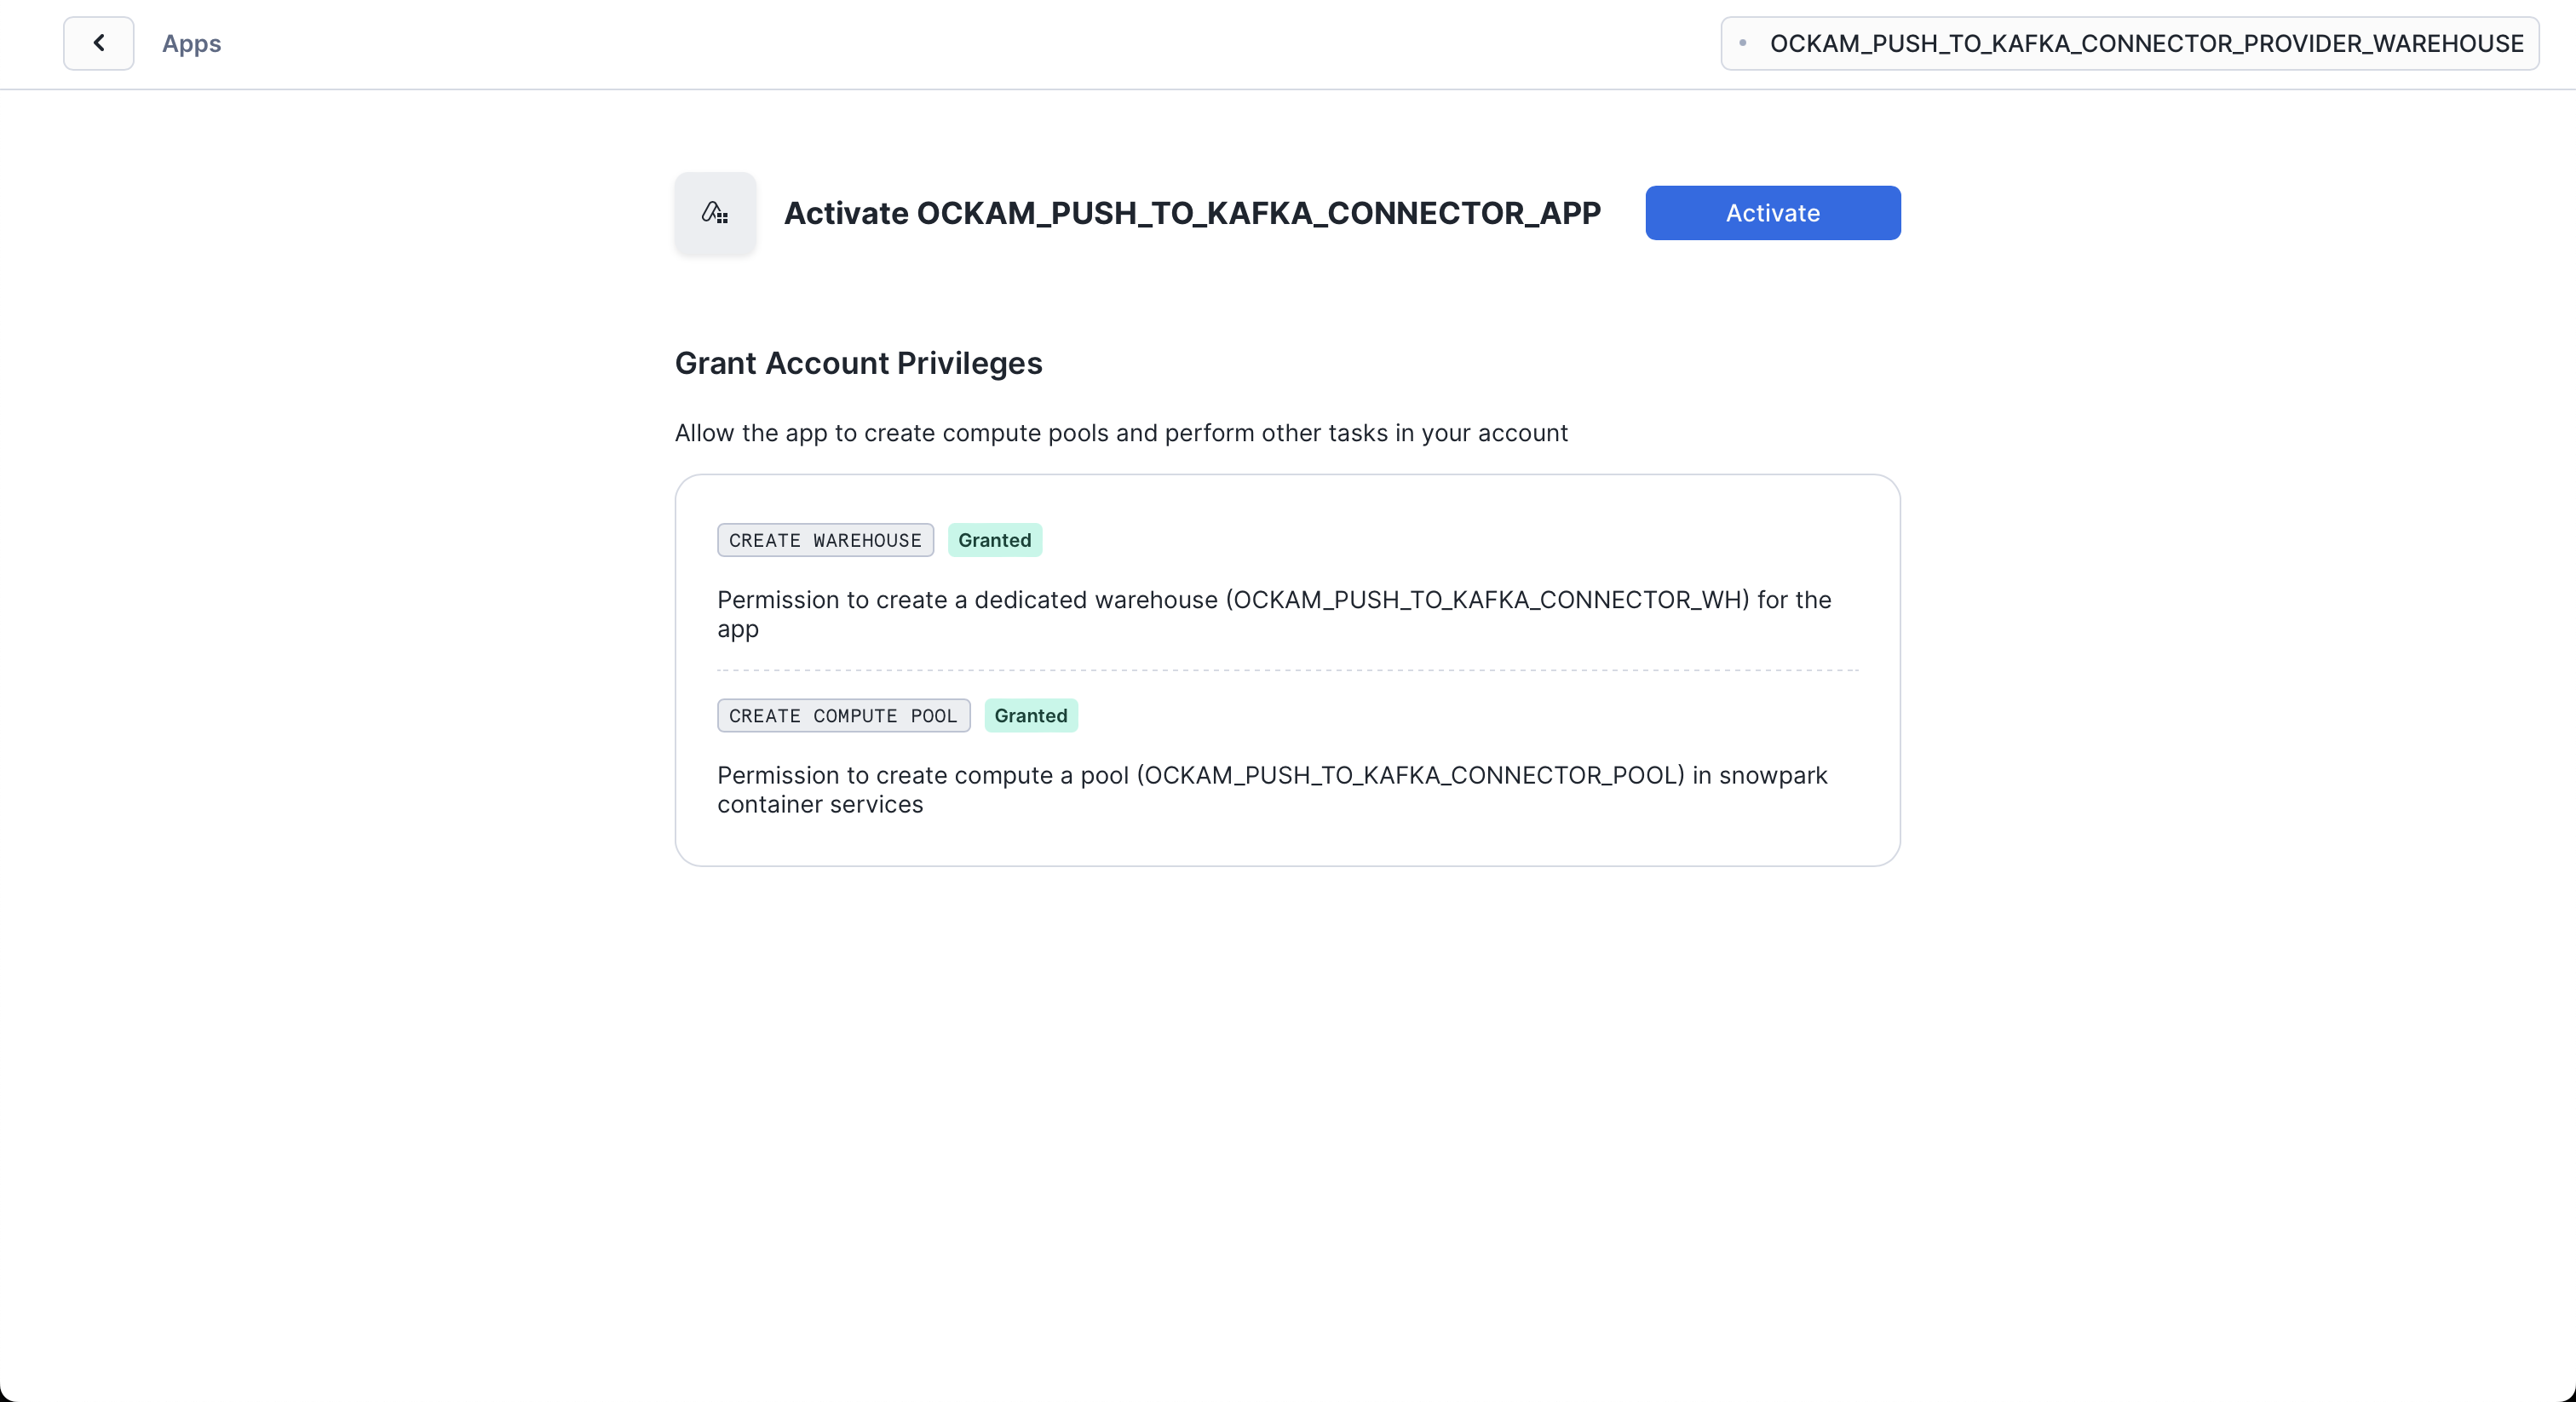 Apps
OCKAM_PUSH_TO_KAFKA_CONNECTOR_PROVIDER_WAREHOUSE
Activate OCKAM_PUSH_TO_KAFKA_CONNECTOR_APP
Activate
Grant Account Privileges
Allow the app to create compute pools and perform other tasks in your account
CREATE WAREHOUSE Granted
Permission to create a dedicated warehouse (OCKAM_PUSH_TO_KAFKA_CONNECTOR_WH) for the
app
CREATE COMPUTE POOL Granted
Permission to create compute a pool (OCKAM_PUSH_TO_KAFKA_CONNECTOR_POOL) in snowpark
container services